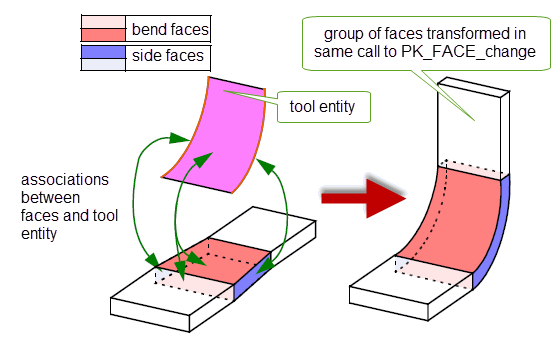 bend faces
side faces
group of faces transformed in
same call to PK_FACE_change
tool entity
associations
between
faces and tool
entity